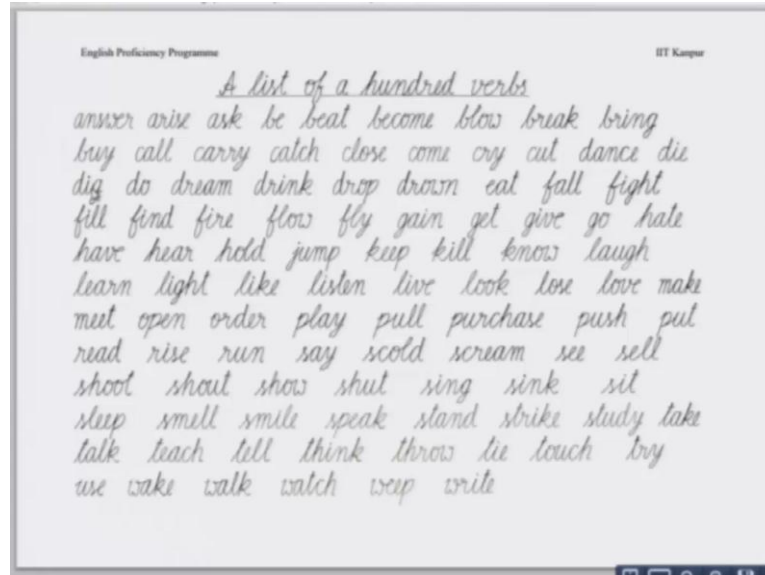 English Proficiency Programme IIT Kanpur
A list of a hundred verbs
answer arise ask be beat become blow break bring
buy call carry catch close come cry cut dance die
dig do dream drink drop drown eat fall fight
fill find fire flow fly gain get give go hate
have hear hold jump keep kill know laugh
learn light like listen live look lose love make
meet open order play pull purchase push put
read rise run say scold scream see sell
shoot shout show shut sing sink sit
sleep smell smile speak stand strike study take
talk teach tell think throw tie touch try
use wake walk watch weep write